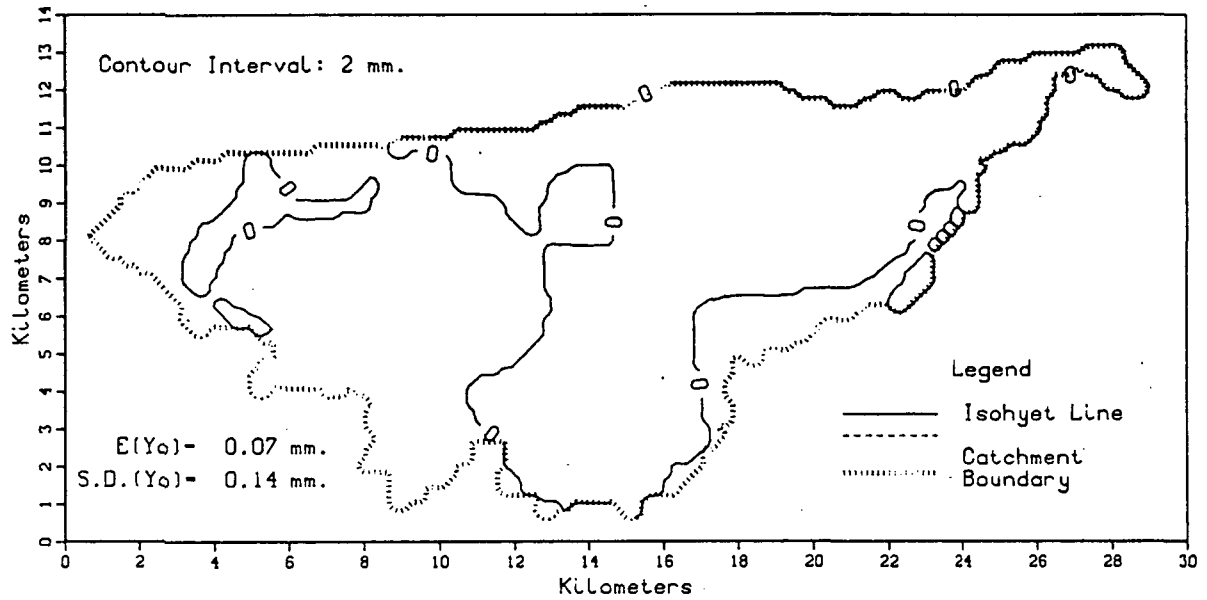 Contour Interval: 2 mm.
14
13
12
11
10
9
8
7
6
5
4
3
2
1
0
Kilometers
0
0
0
0
0
0
0
0
0
0
0
E(Yo)- 0.07 mm.
S.D.(Yo)- 0.14 mm.
Legend
Isohyet Line
Catchment
Boundary
0 2 4 6 8 10 12 14 16 18 20 22 24 26 28 30
Kilometers